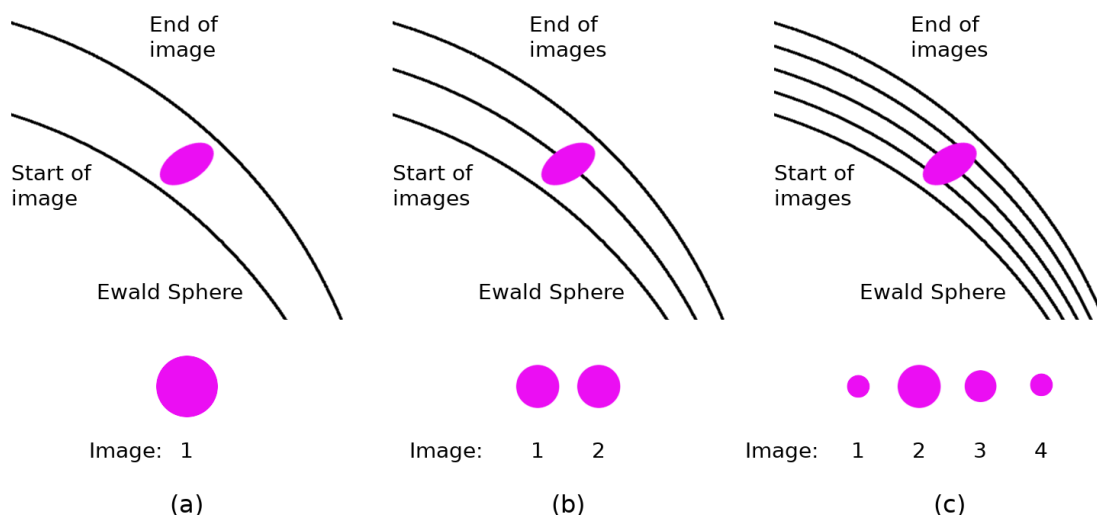 End of
image
Start of
image
Ewald Sphere
Image: 1
(a)
End of
images
Start of
images
Ewald Sphere
Image: 1 2
(b)
End of
images
Start of
images
Ewald Sphere
Image: 1 2 3 4
(c)